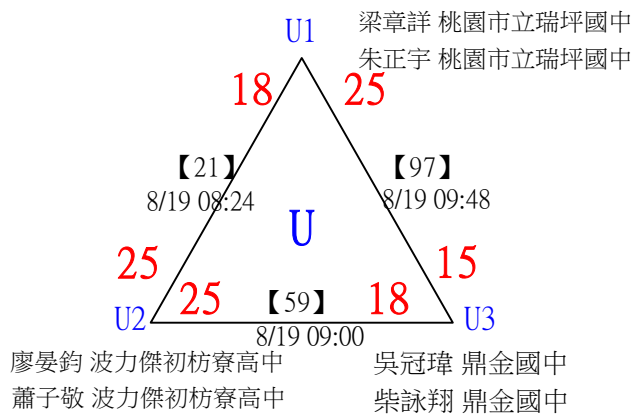 U1
梁章詳 桃園市立瑞坪國中
朱正宇 桃園市立瑞坪國中
18
25
【21】
8/19 08:24
【97】
8/19 09:48
U
25
15
25
【59】
18
U2
8/19 09:00
U3
廖晏鈞 波力傑初枋寮高中
蕭子敬 波力傑初枋寮高中
吳冠瑋 鼎金國中
柴詠翔 鼎金國中